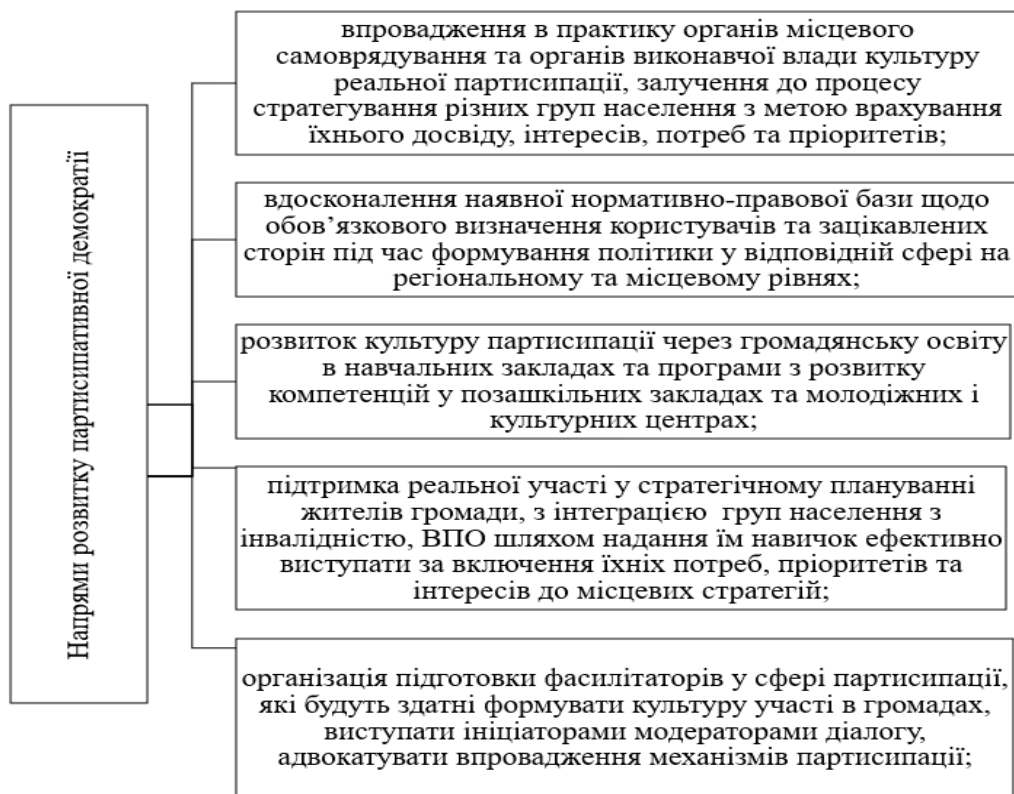 Напрями розвитку партисипативної демократії
впровадження в практику органів місцевого
самоврядування та органів виконавчої влади культуру
реальної партисипації, залучення до процесу
стратегування різних груп населення з метою врахування
їхнього досвіду, інтересів, потреб та пріоритетів;
вдосконалення наявної нормативно-правової бази щодо
обов’язкового визначення користувачів та зацікавлених
сторін під час формування політики у відповідній сфері на
регіональному та місцевому рівнях;
розвиток культуру партисипації через громадянську освіту
в навчальних закладах та програми з розвитку
компетенцій у позашкільних закладах та молодіжних і
культурних центрах;
підтримка реальної участі у стратегічному плануванні
жителів громади, з інтеграцією груп населення з
інвалідністю, ВПО шляхом надання їм навичок ефективно
виступати за включення їхніх потреб, пріоритетів та
інтересів до місцевих стратегій;
організація підготовки фасилітаторів у сфері партисипації,
які будуть здатні формувати культуру участі в громадах,
виступати ініціаторами модераторами діалогу,
адвокатувати впровадження механізмів партисипації;